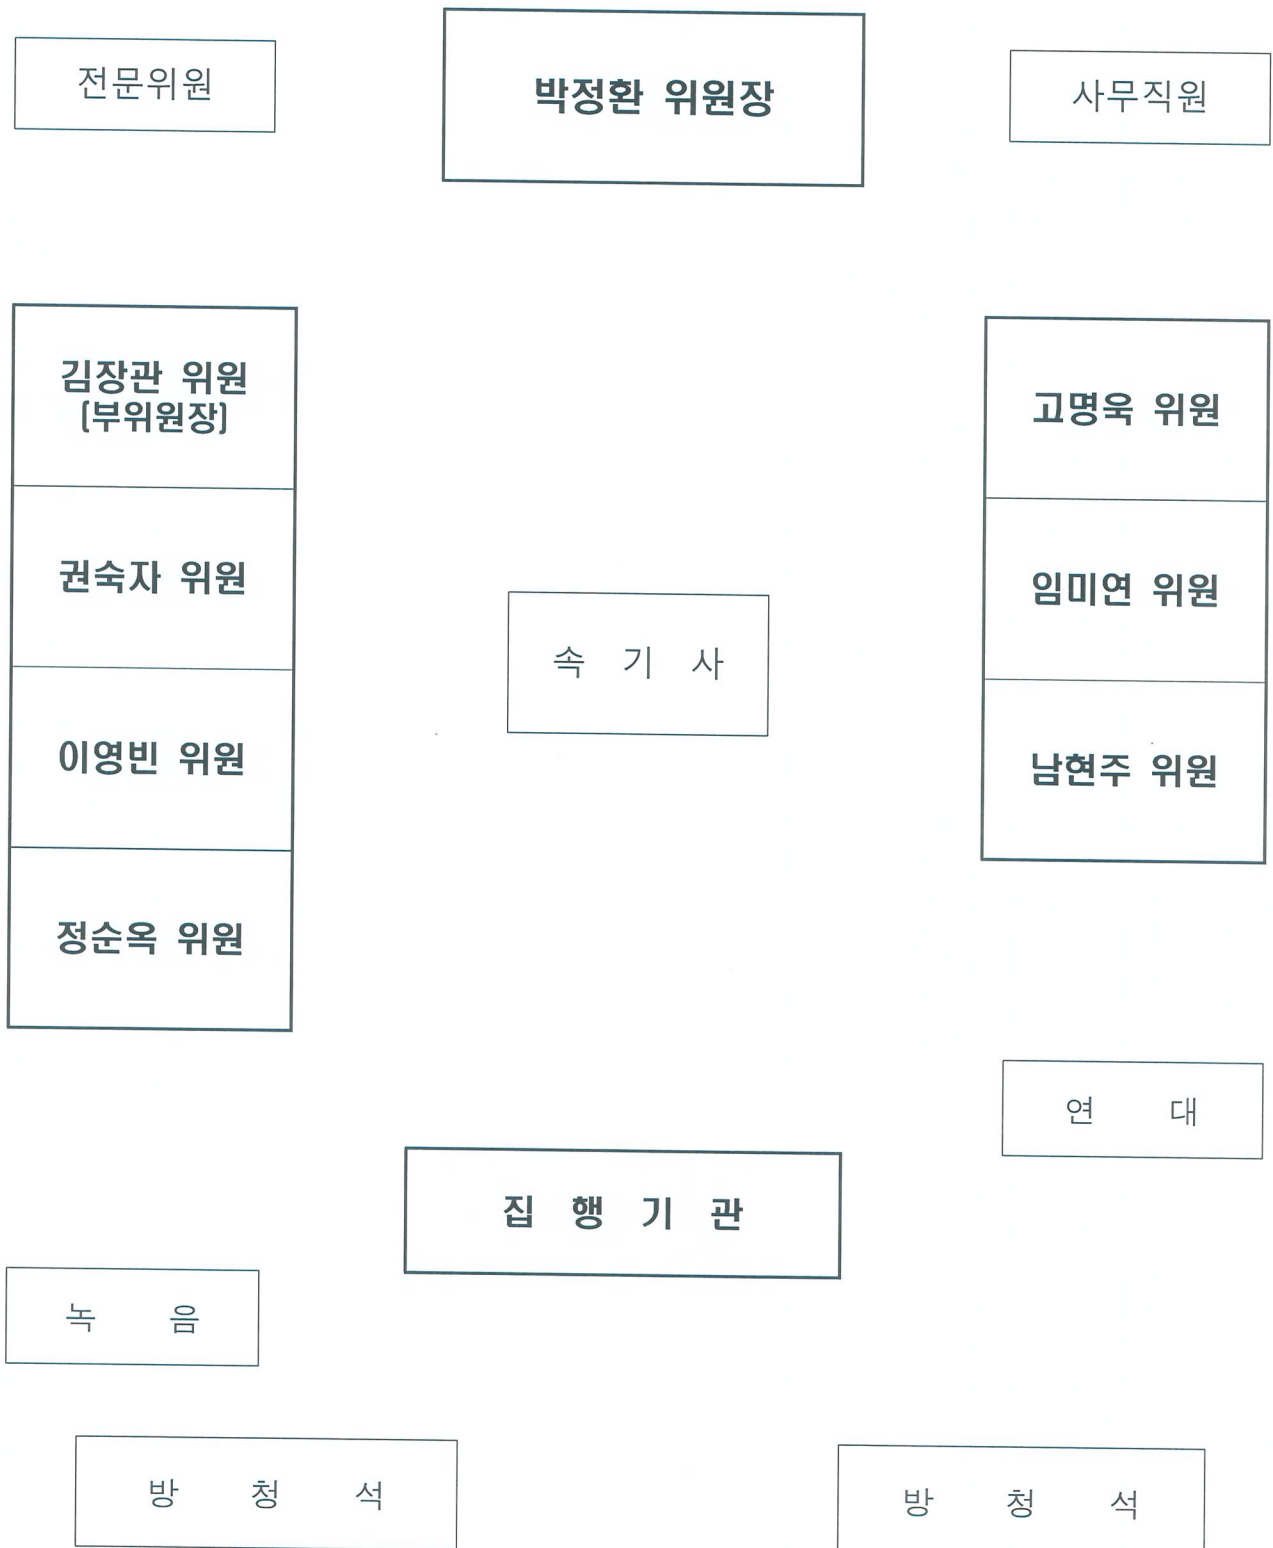 전문위원
박정환 위원장
사무직원
김장관 위원
(부위원장)
권숙자 위원
이영빈 위원
정순옥 위원
속 기 사
고명욱 위원
임미연 위원
남현주 위원
연 대
집 행 기 관
녹 음
방 청 석
방 청 석